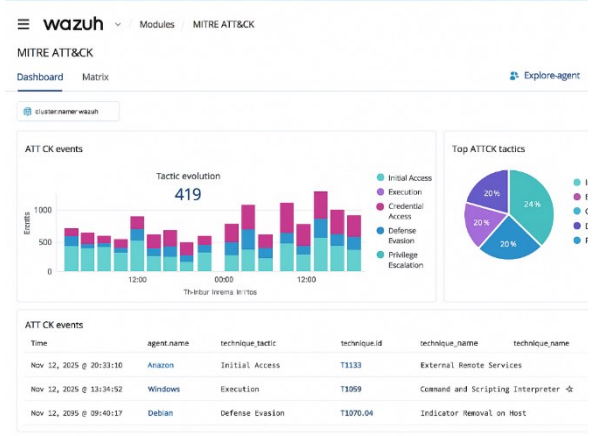 wazuh Modules MITRE ATT&CK
MITRE ATT&CK
Dashboard Matrix
Explore-agent
cluster.namer wazuh
ATT CK events
Tactic evolution
419
1000
500
0
12:00 00:00 12:00
Initial Access
Execution
Credential
Access
Defense
Evasion
Privilege
Escalation
Top ATTCK tactics
20% 24%
20%
20%
ATT CK events
Time agent.name technique_tactic technique.id technique_name technique_name
Nov 12, 2025 @ 20:33:10 Anazon Initial Access T1133 External Remote Services
Nov 12, 2025 @ 13:34:52 Windows Execution T1059 Command and Scripting Interpreter
Nov 12, 2095 @ 09:40:17 Debian Defense Evasion T1070.04 Indicator Removal on Host